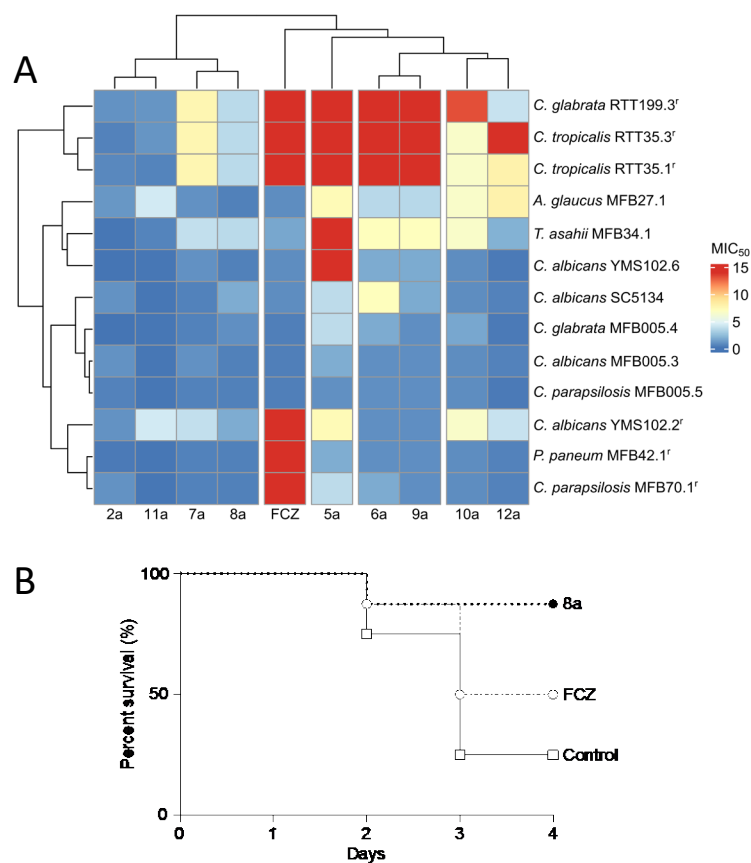 A
C. glabrata RTT199.3ʳ
C. tropicalis RTT35.3ʳ
C. tropicalis RTT35.1ʳ
A. glaucus MFB27.1
T. asahii MFB34.1
C. albicans YMS102.6
C. albicans SC5134
C. glabrata MFB005.4
C. albicans MFB005.3
C. parapsilosis MFB005.5
C. albicans YMS102.2ʳ
P. paneum MFB42.1ʳ
C. parapsilosis MFB70.1ʳ
MIC₅₀
15
10
5
0
2a 11a 7a 8a FCZ 5a 6a 9a 10a 12a
B
Percent survival (%)
100
50
0
8a
FCZ
Control
0 1 2 3 4
Days